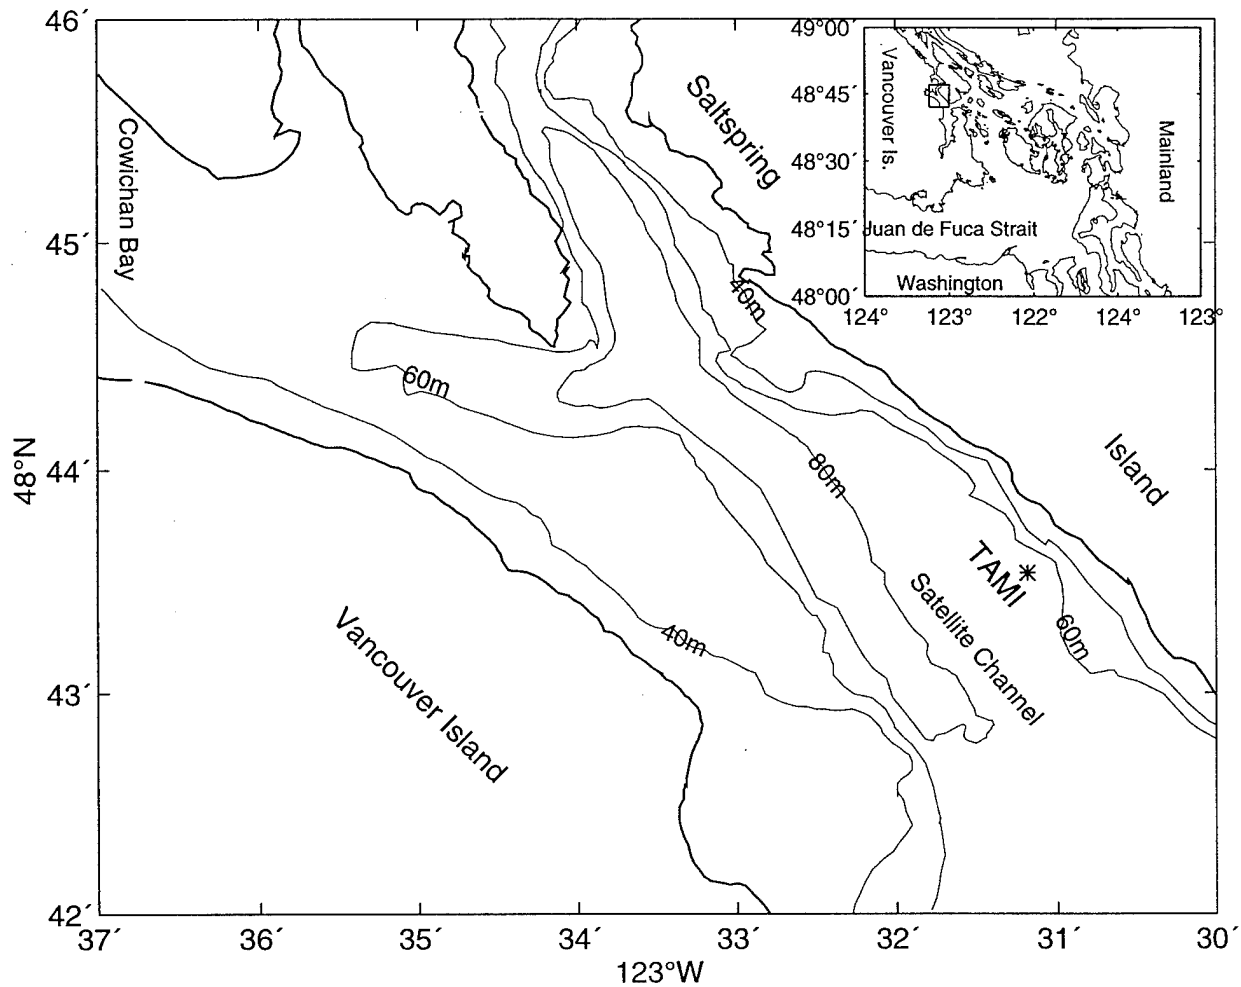 46´
45´
44´
43´
42´
48°N
37´ 36´ 35´ 34´ 33´ 32´ 31´ 30´
123°W
Cowichan Bay
Saltspring
Island
Vancouver Island
Satellite Channel
TAMI
40m
60m
80m
60m
40m
49°00´
48°45´
48°30´
48°15´
48°00´
124° 123° 122° 124° 123°
Vancouver Is.
Mainland
Juan de Fuca Strait
Washington